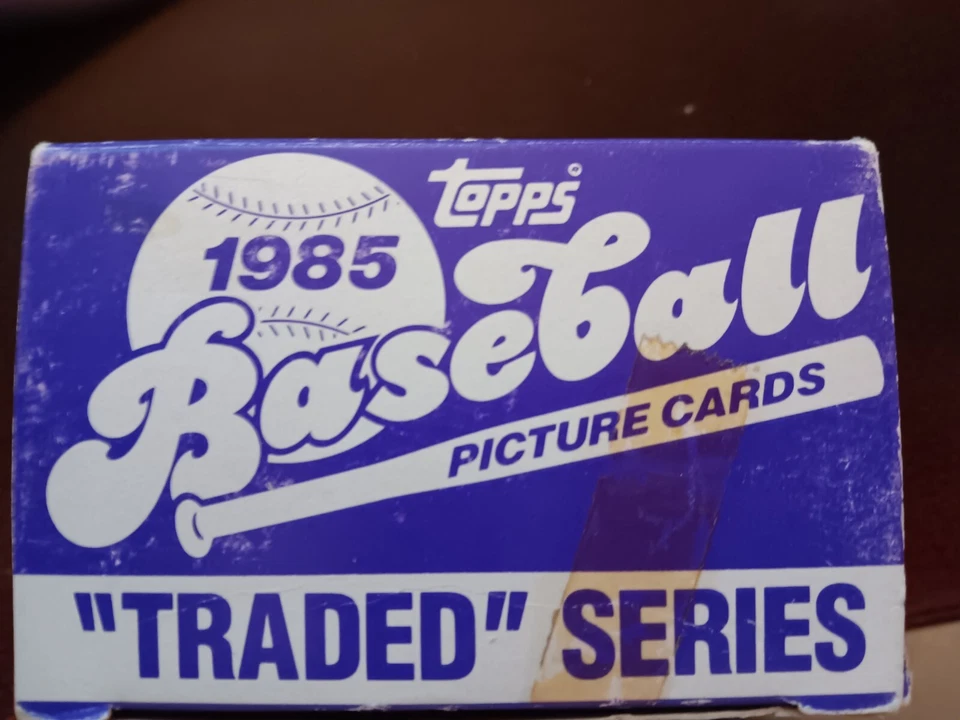 topps®
1985
Baseball
PICTURE CARDS
"TRADED" SERIES